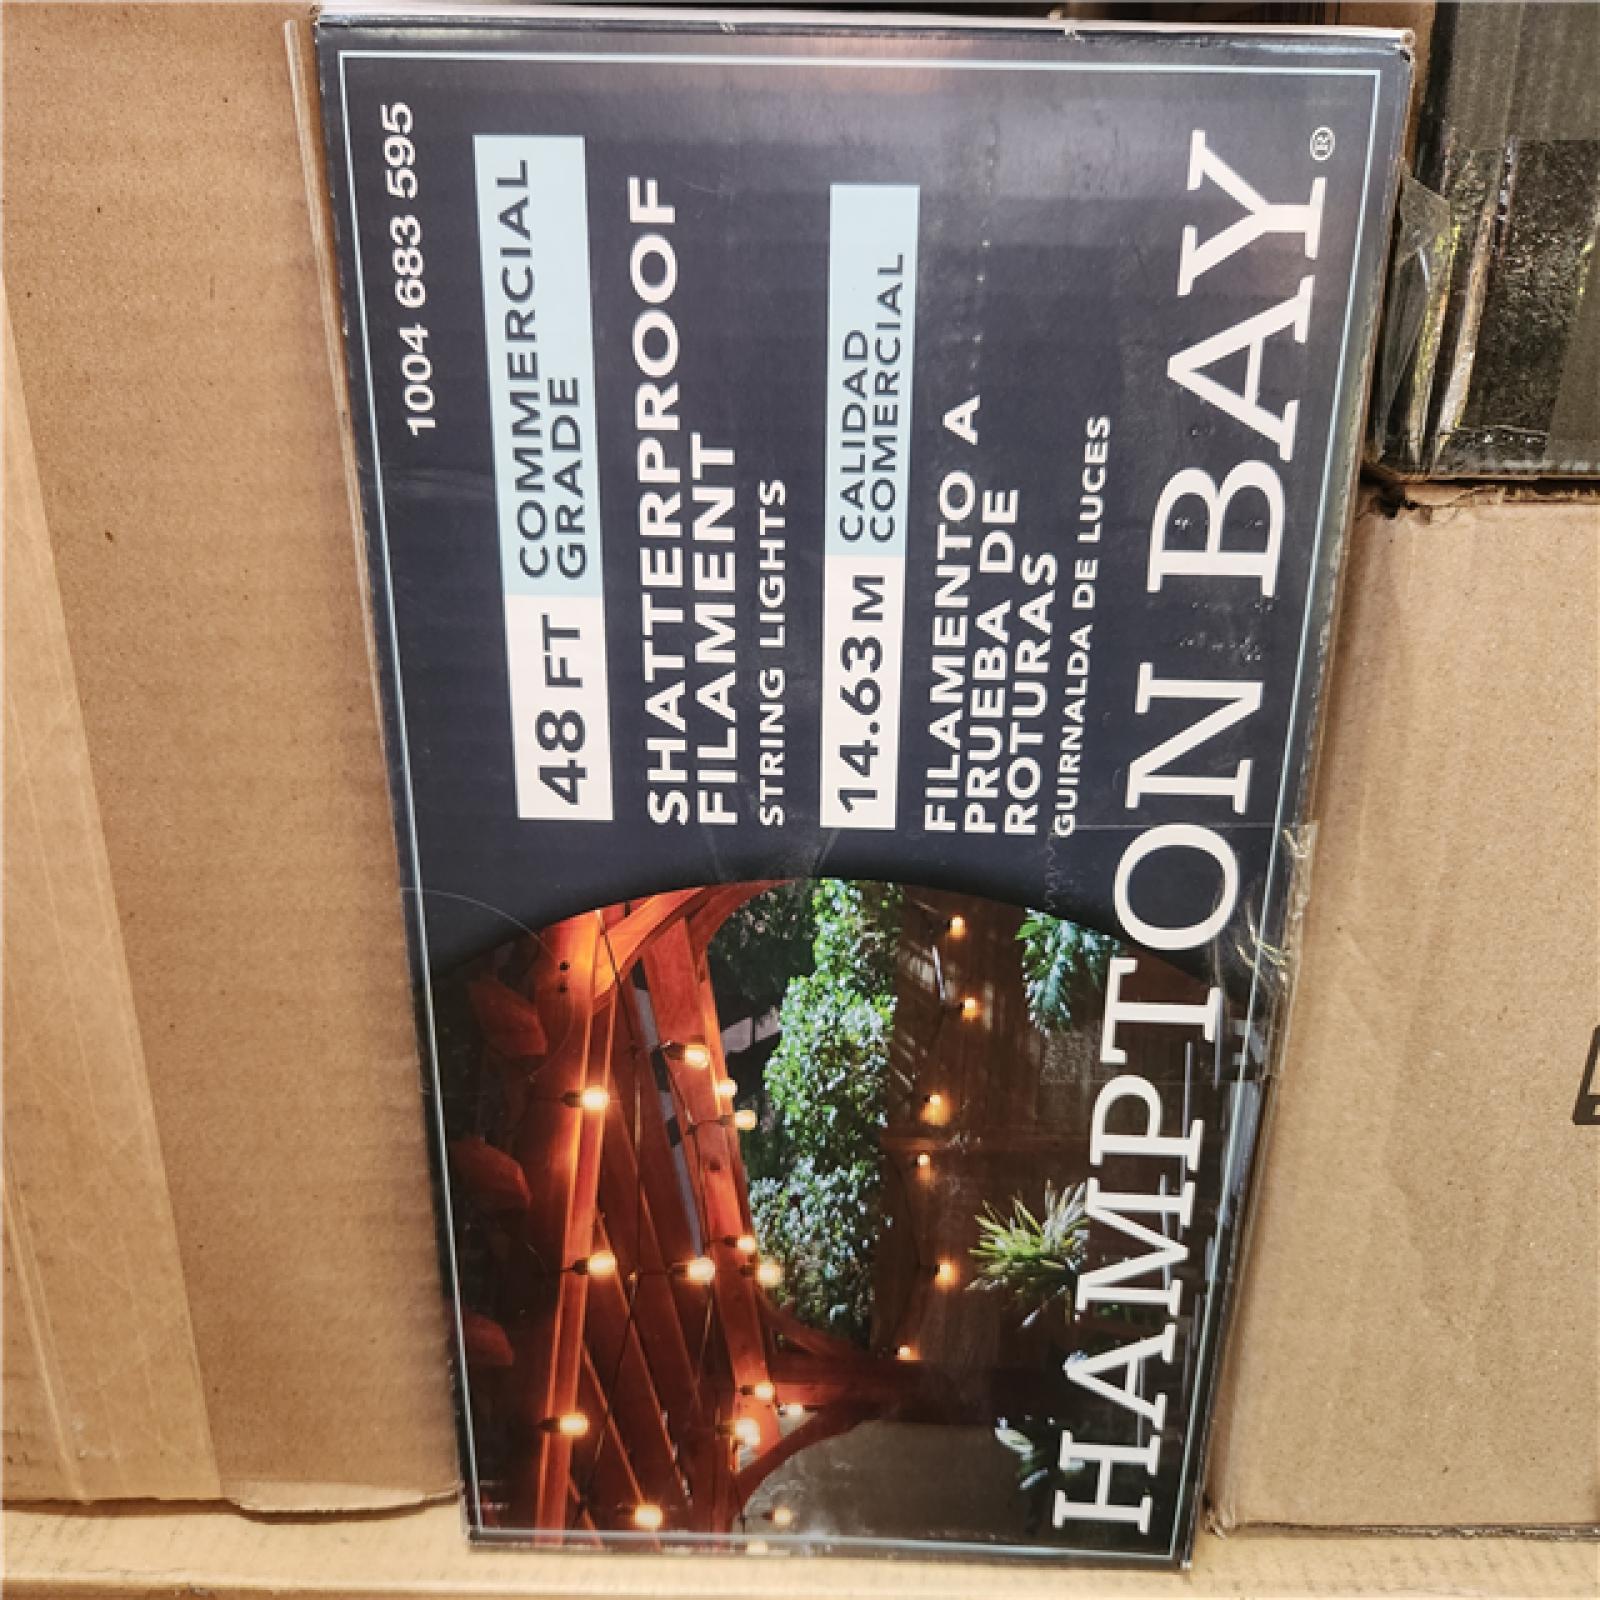 1004 683 595
48 FT COMMERCIAL
GRADE
SHATTERPROOF
FILAMENT
STRING LIGHTS
14.63 M CALIDAD
COMERCIAL
FILAMENTO A
PRUEBA DE
ROTURAS
GUIRNALDA DE LUCES
HAMPTON BAY®